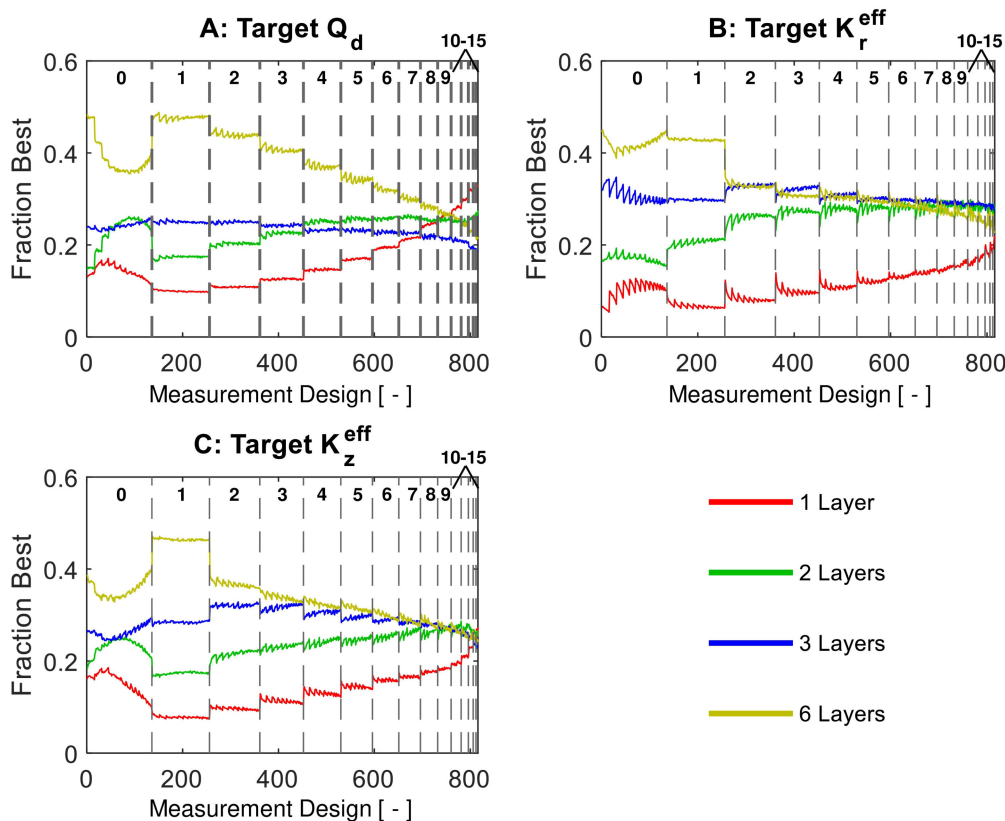 A: Target Q_d
10-15
0.6
0 1 2 3 4 5 6 7 8 9
0.4
0.2
0
Fraction Best
0 200 400 600 800
Measurement Design [ - ]
B: Target K_r^eff
10-15
0.6
0 1 2 3 4 5 6 7 8 9
0.4
0.2
0
Fraction Best
0 200 400 600 800
Measurement Design [ - ]
C: Target K_z^eff
10-15
0.6
0 1 2 3 4 5 6 7 8 9
0.4
0.2
0
Fraction Best
0 200 400 600 800
Measurement Design [ - ]
1 Layer
2 Layers
3 Layers
6 Layers